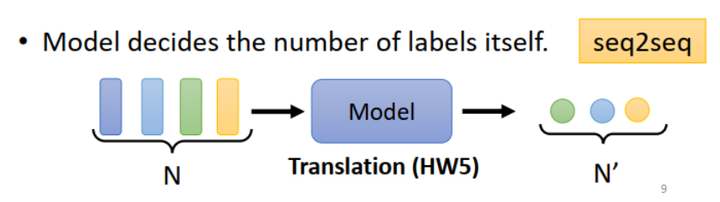 • Model decides the number of labels itself.
seq2seq
Model
Translation (HW5)
N
N’
9